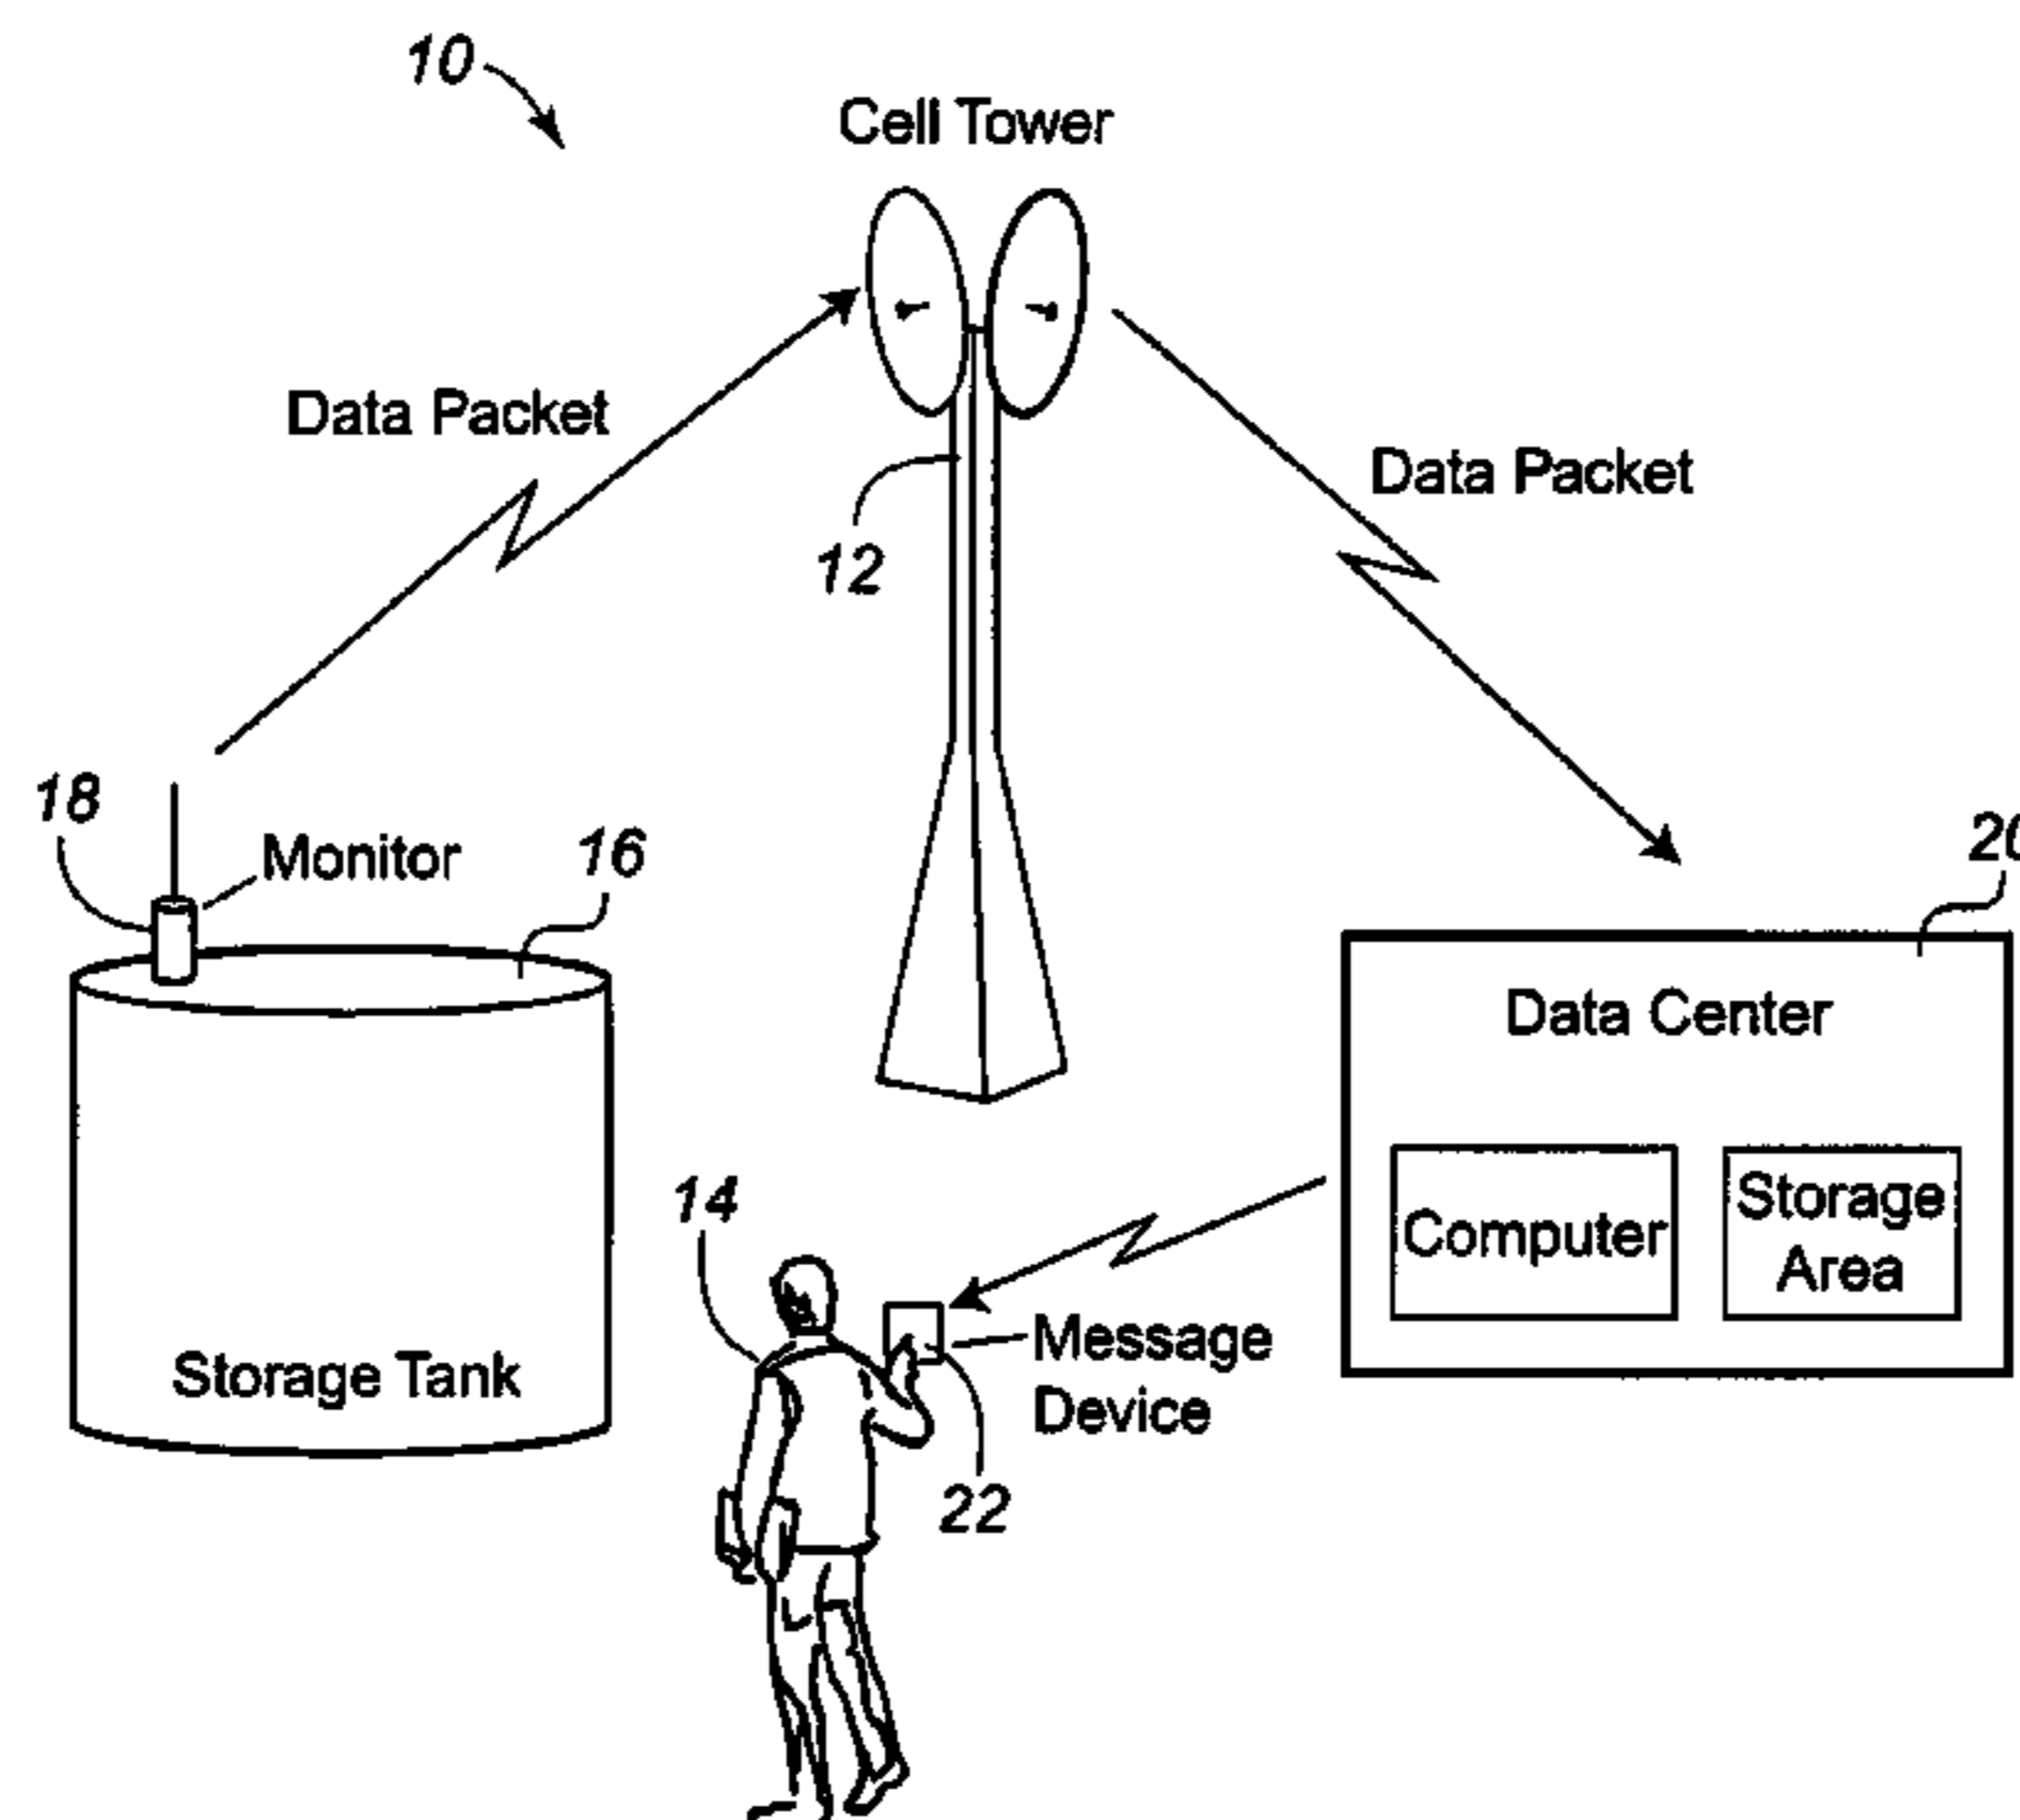 10
Cell Tower
Data Packet
Data Packet
12
18
Monitor
16
20
Data Center
Computer
Storage
Area
14
Message
Device
22
Storage Tank